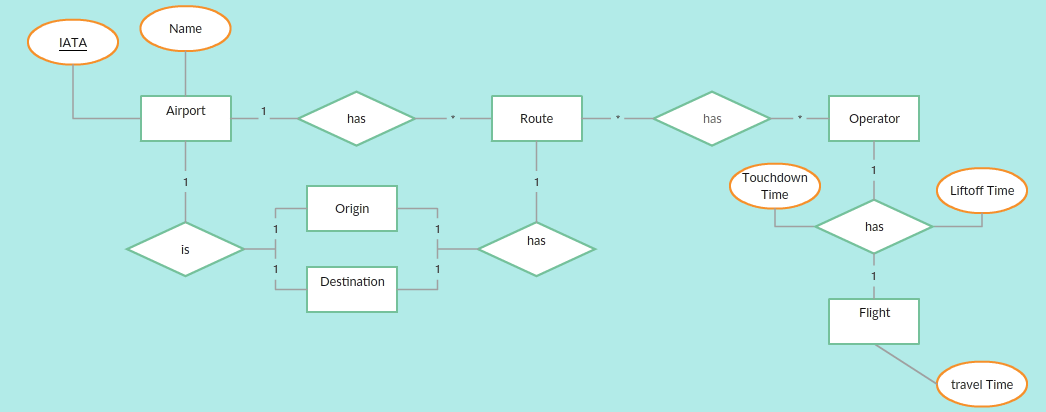 Name
IATA
Airport
1
has
*
Route
*
has
*
Operator
1
1
1
Touchdown
Time
Liftoff Time
Origin
has
1
1
has
is
1
1
1
Destination
Flight
travel Time